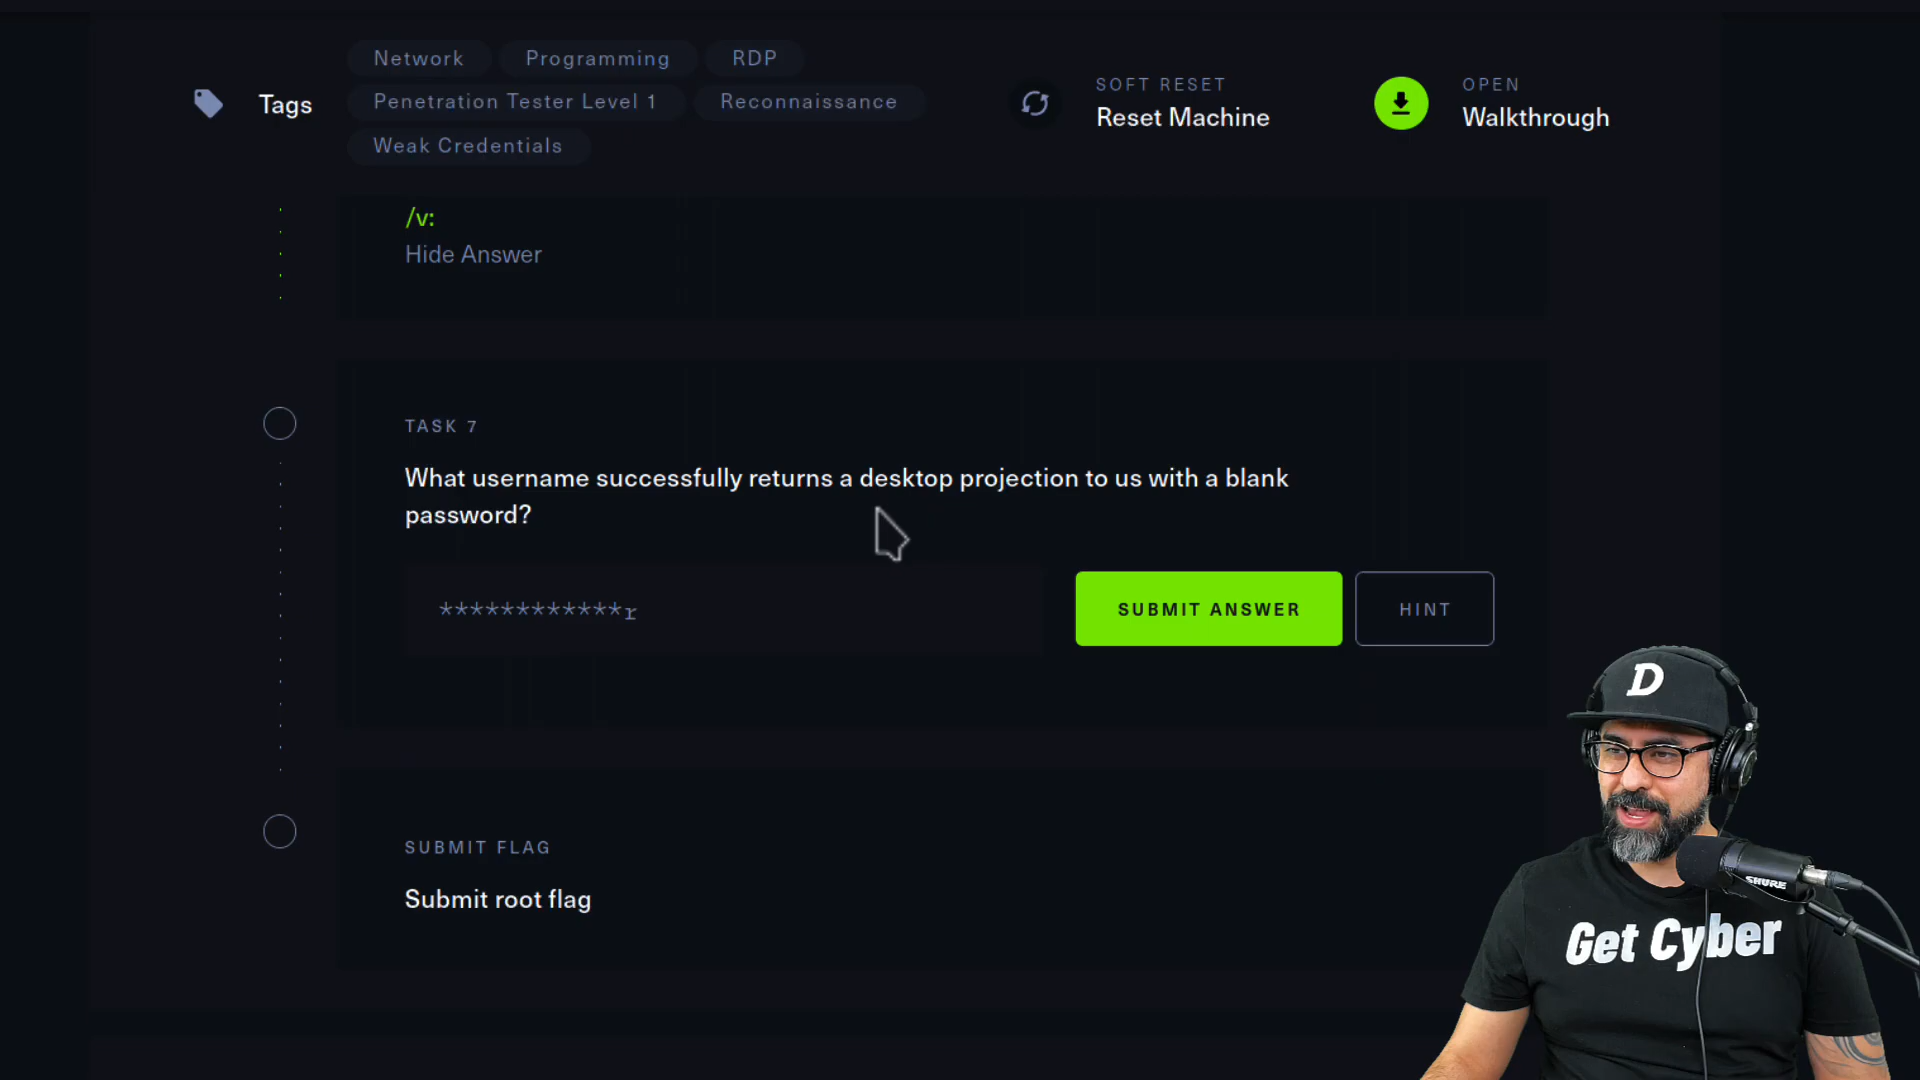 Network
Programming
RDP
Tags
Penetration Tester Level 1
Reconnaissance
Weak Credentials
SOFT RESET
Reset Machine
OPEN
Walkthrough
/v:
Hide Answer
TASK 7
What username successfully returns a desktop projection to us with a blank
password?
************r
SUBMIT ANSWER
HINT
SUBMIT FLAG
Submit root flag
D
SHURE
Get Cyber